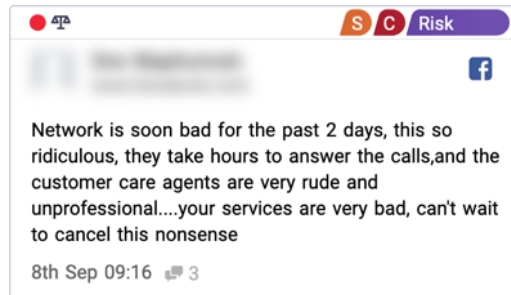 S C Risk
f
Network is soon bad for the past 2 days, this so
ridiculous, they take hours to answer the calls,and the
customer care agents are very rude and
unprofessional....your services are very bad, can't wait
to cancel this nonsense
8th Sep 09:16 3